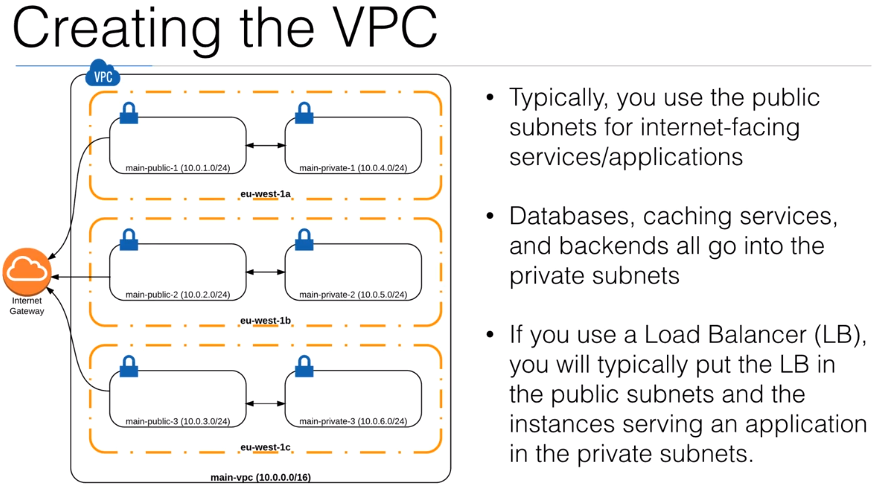 Creating the VPC
VPC
main-public-1 (10.0.1.0/24)
main-private-1 (10.0.4.0/24)
eu-west-1a
main-public-2 (10.0.2.0/24)
main-private-2 (10.0.5.0/24)
eu-west-1b
main-public-3 (10.0.3.0/24)
main-private-3 (10.0.6.0/24)
eu-west-1c
main-vpc (10.0.0.0/16)
Internet
Gateway
• Typically, you use the public
subnets for internet-facing
services/applications
• Databases, caching services,
and backends all go into the
private subnets
• If you use a Load Balancer (LB),
you will typically put the LB in
the public subnets and the
instances serving an application
in the private subnets.